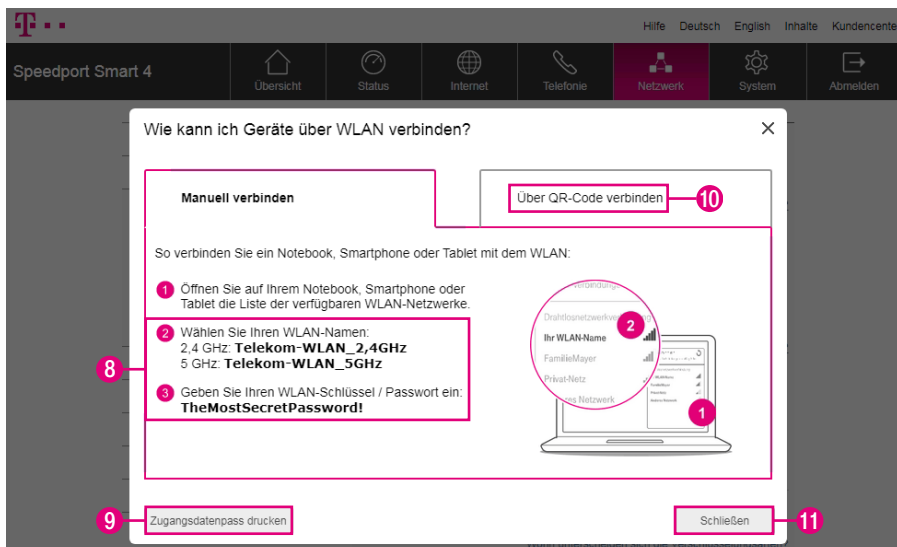 T
Hilfe Deutsch English Inhalte Kundencente
Speedport Smart 4
Übersicht Status Internet Telefonie Netzwerk System Abmelden
Wie kann ich Geräte über WLAN verbinden?
Manuell verbinden
Über QR-Code verbinden
10
So verbinden Sie ein Notebook, Smartphone oder Tablet mit dem WLAN:
1 Öffnen Sie auf Ihrem Notebook, Smartphone oder
Tablet die Liste der verfügbaren WLAN-Netzwerke.
8
2 Wählen Sie Ihren WLAN-Namen:
2,4 GHz: Telekom-WLAN_2,4GHz
5 GHz: Telekom-WLAN_5GHz
3 Geben Sie Ihren WLAN-Schlüssel / Passwort ein:
TheMostSecretPassword!
Drahtlosnetzwerkv
2
Ihr WLAN-Name
FamilieMayer
Privat-Netz
res Netzwerk
1
9
Zugangsdatenpass drucken
Schließen
11